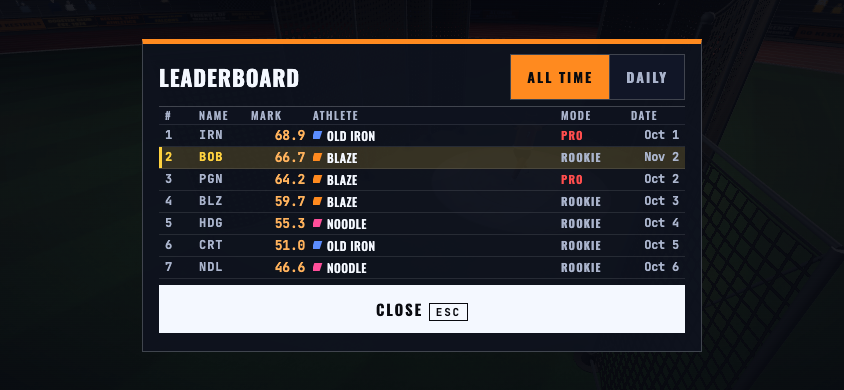 LEADERBOARD
ALL TIME DAILY
# NAME MARK ATHLETE MODE DATE
1 IRN 68.9 OLD IRON PRO Oct 1
2 BOB 66.7 BLAZE ROOKIE Nov 2
3 PGN 64.2 BLAZE PRO Oct 2
4 BLZ 59.7 BLAZE ROOKIE Oct 3
5 HDG 55.3 NOODLE ROOKIE Oct 4
6 CRT 51.0 OLD IRON ROOKIE Oct 5
7 NDL 46.6 NOODLE ROOKIE Oct 6
CLOSE ESC